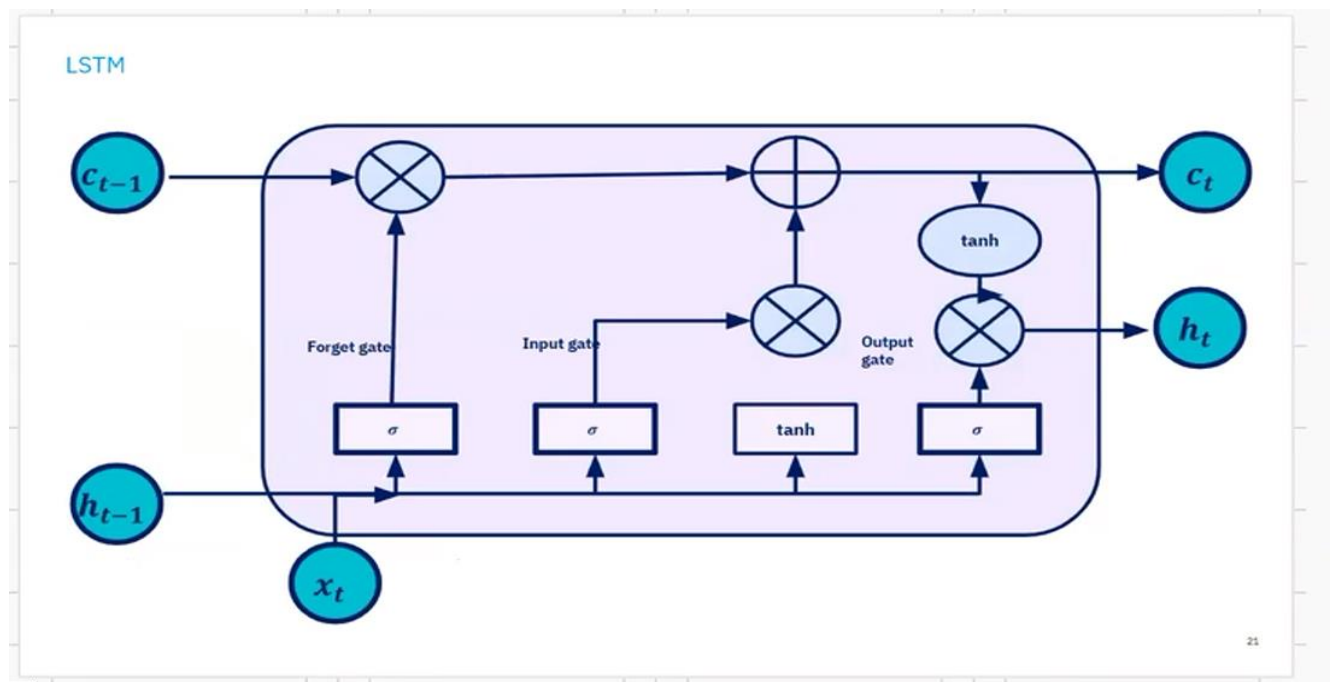 LSTM
c_{t-1}
c_t
tanh
h_t
Forget gate
Input gate
Output
gate
σ
σ
tanh
σ
h_{t-1}
x_t
21